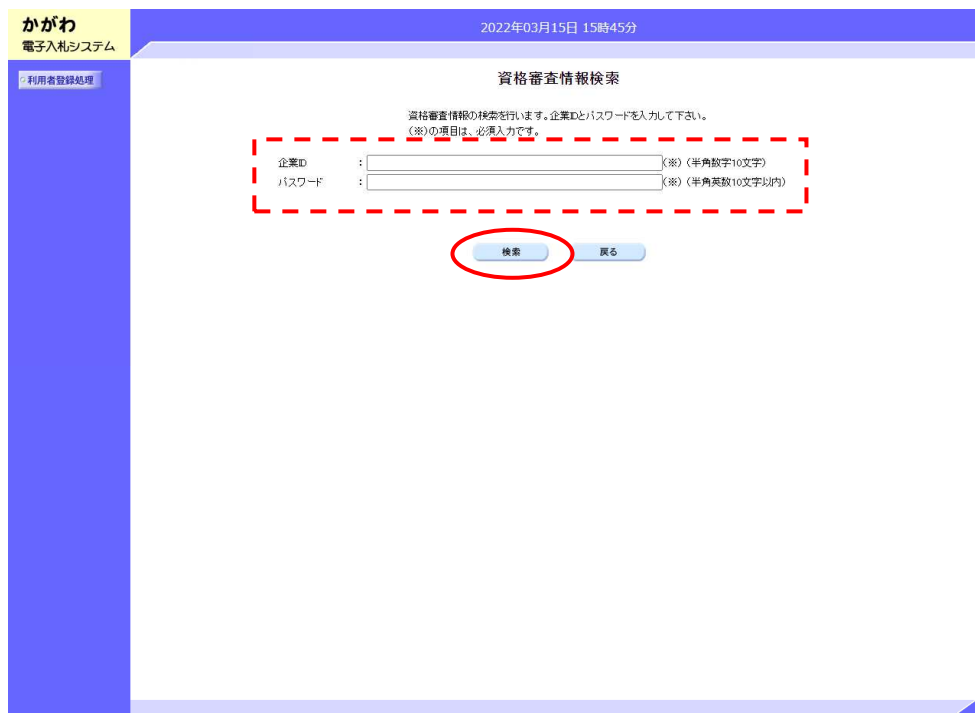 かがわ
電子入札システム
2022年03月15日 15時45分
利用者登録処理
資格審査情報検索
資格審査情報の検索を行います。企業IDとパスワードを入力して下さい。
(※)の項目は、必須入力です。
企業ID : (※) (半角数字10文字)
パスワード : (※) (半角英数10文字以内)
検索 戻る